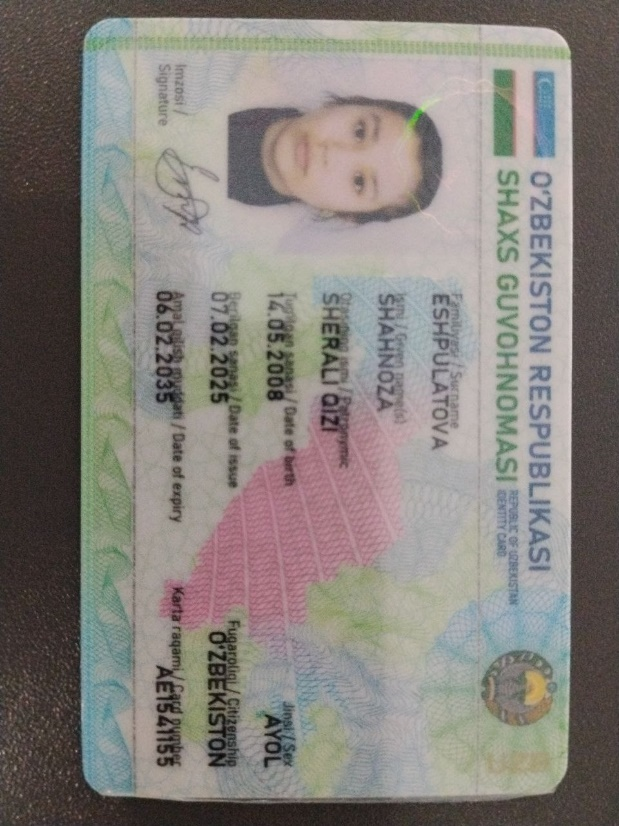 O'ZBEKISTON RESPUBLIKASI
SHAXS GUVOHNOMASI
REPUBLIC OF UZBEKISTAN
IDENTITY CARD
Familiyasi / Surname
ESHPULATOVA
Ismi / Given name(s)
SHAHNOZA
Otasining ismi / Patronymic
SHERALI QIZI
Tug'ilgan sanasi / Date of birth
14.05.2008
Jinsi / Sex
AYOL
Berilgan sanasi / Date of issue
07.02.2025
Fuqaroligi / Citizenship
O'ZBEKISTON
Amal qilish muddati / Date of expiry
06.02.2035
Karta raqami / Card number
AE1541155
Imzosi /
Signature
UZB